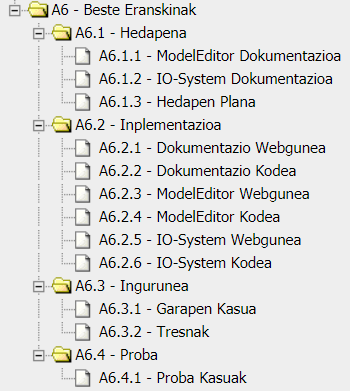 A6 - Beste Eranskinak
A6.1 - Hedapena
A6.1.1 - ModelEditor Dokumentazioa
A6.1.2 - IO-System Dokumentazioa
A6.1.3 - Hedapen Plana
A6.2 - Inplementazioa
A6.2.1 - Dokumentazio Webgunea
A6.2.2 - Dokumentazio Kodea
A6.2.3 - ModelEditor Webgunea
A6.2.4 - ModelEditor Kodea
A6.2.5 - IO-System Webgunea
A6.2.6 - IO-System Kodea
A6.3 - Ingurunea
A6.3.1 - Garapen Kasua
A6.3.2 - Tresnak
A6.4 - Proba
A6.4.1 - Proba Kasuak